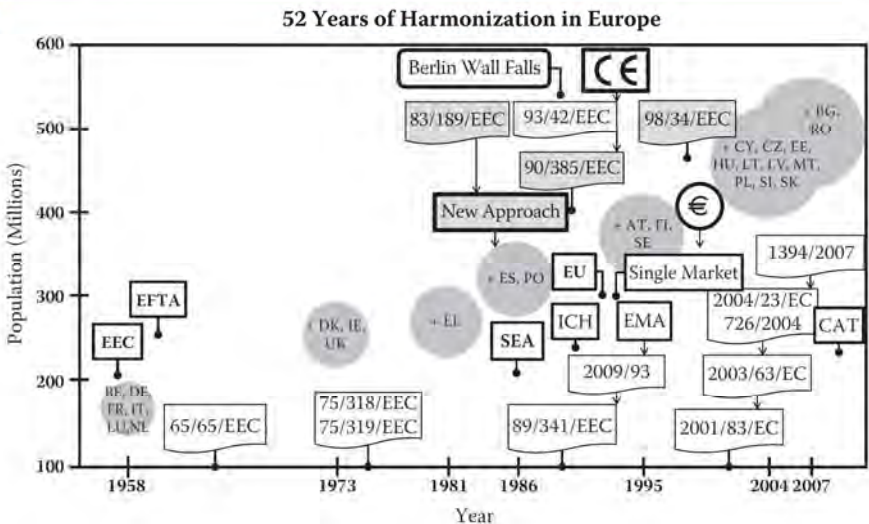 52 Years of Harmonization in Europe
600
500
400
300
200
100
Population (Millions)
Berlin Wall Falls
CE
83/189/EEC
93/42/EEC
98/34/EEC
+ BG,
RO
90/385/EEC
+ CY, CZ, EE,
HU, LT, LV, MT,
PL, SI, SK
New Approach
€
+ AT, FI,
SE
1394/2007
+ ES, PO
EU
Single Market
EFTA
2004/23/EC
726/2004
+ DK, IE,
UK
+ EL
SEA
ICH
EMA
CAT
EEC
2009/93
2003/63/EC
BE, DE
FR, IT,
LU,NL
65/65/EEC
75/318/EEC
75/319/EEC
89/341/EEC
2001/83/EC
1958
1973
1981
1986
1995
2004
2007
Year